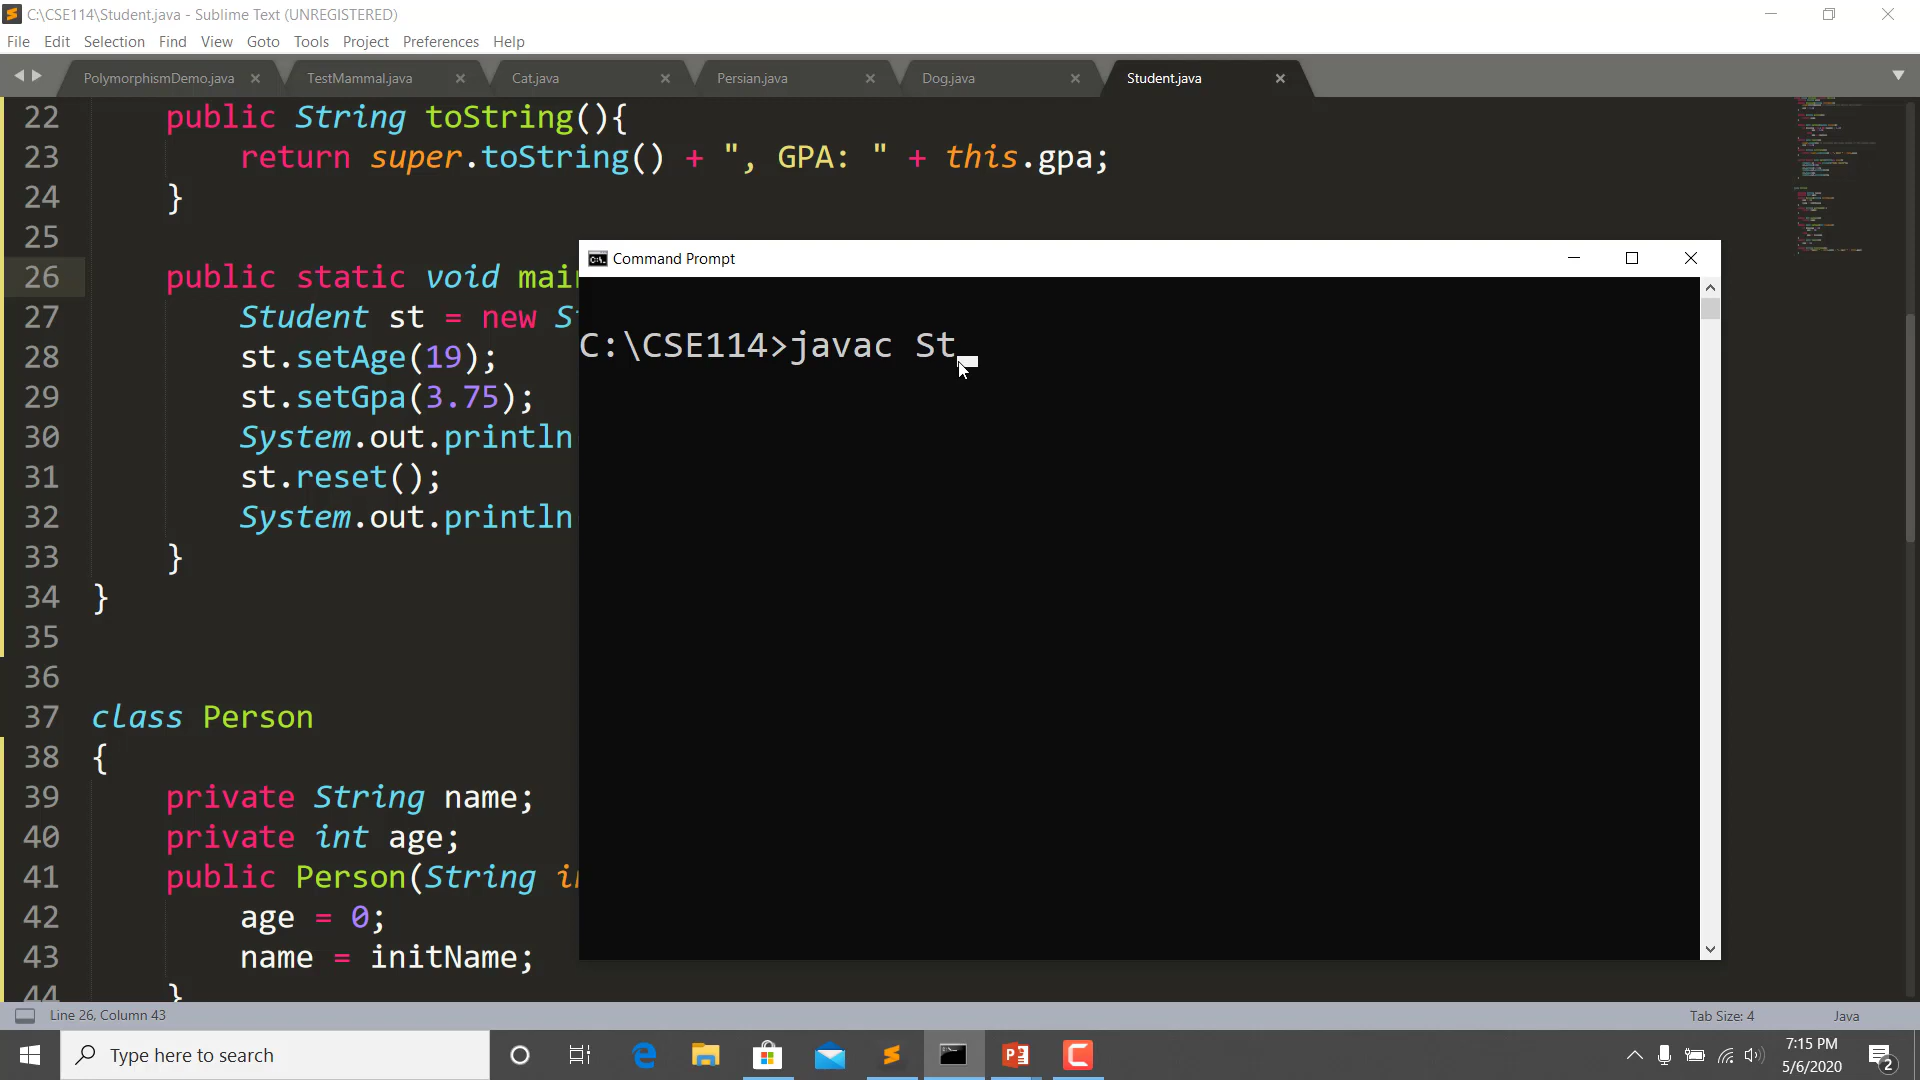 C:\CSE114\Student.java - Sublime Text (UNREGISTERED)
File Edit Selection Find View Goto Tools Project Preferences Help
PolymorphismDemo.java TestMammal.java Cat.java Persian.java Dog.java Student.java
22 public String toString(){
23 return super.toString() + ", GPA: " + this.gpa;
24 }
25
26 public static void main
27 Student st = new St
28 st.setAge(19);
29 st.setGpa(3.75);
30 System.out.println
31 st.reset();
32 System.out.println
33 }
34 }
35
36
37 class Person
38 {
39 private String name;
40 private int age;
41 public Person(String in
42 age = 0;
43 name = initName;
44 }
Command Prompt
C:\CSE114>javac St
Line 26, Column 43
Tab Size: 4 Java
Type here to search
7:15 PM
5/6/2020
2